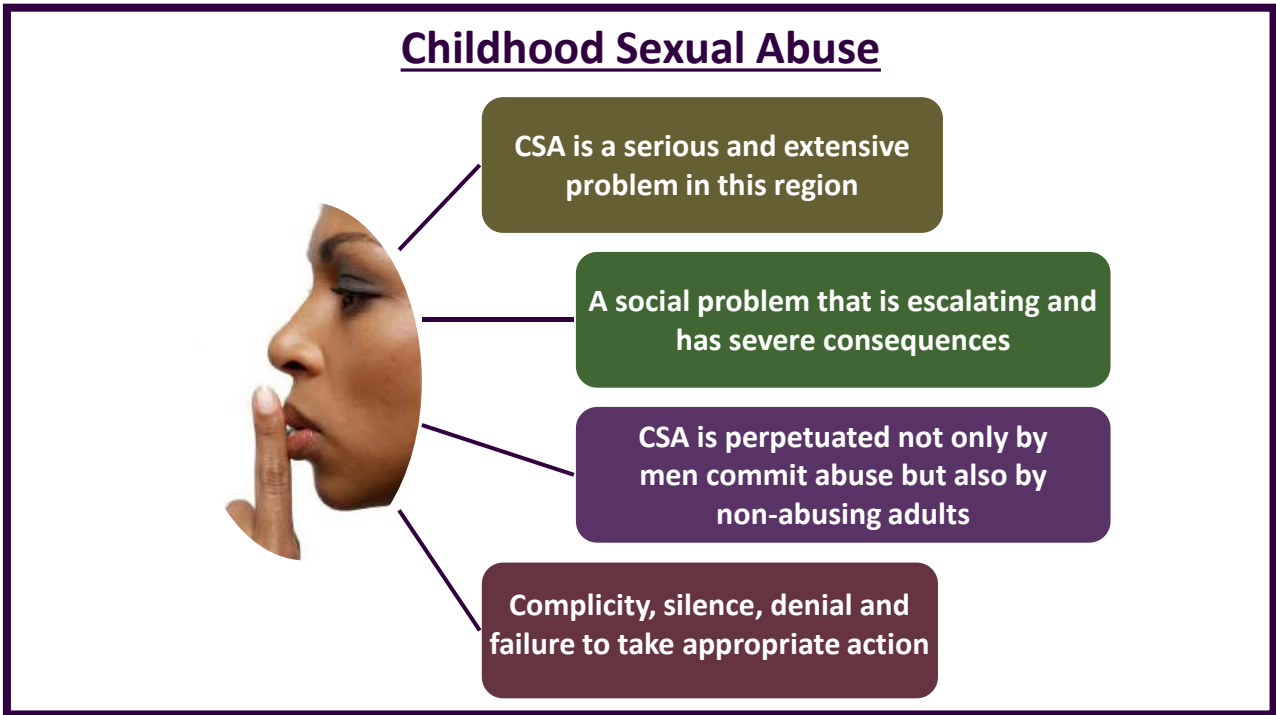 Childhood Sexual Abuse
CSA is a serious and extensive
problem in this region
A social problem that is escalating and
has severe consequences
CSA is perpetuated not only by
men commit abuse but also by
non-abusing adults
Complicity, silence, denial and
failure to take appropriate action